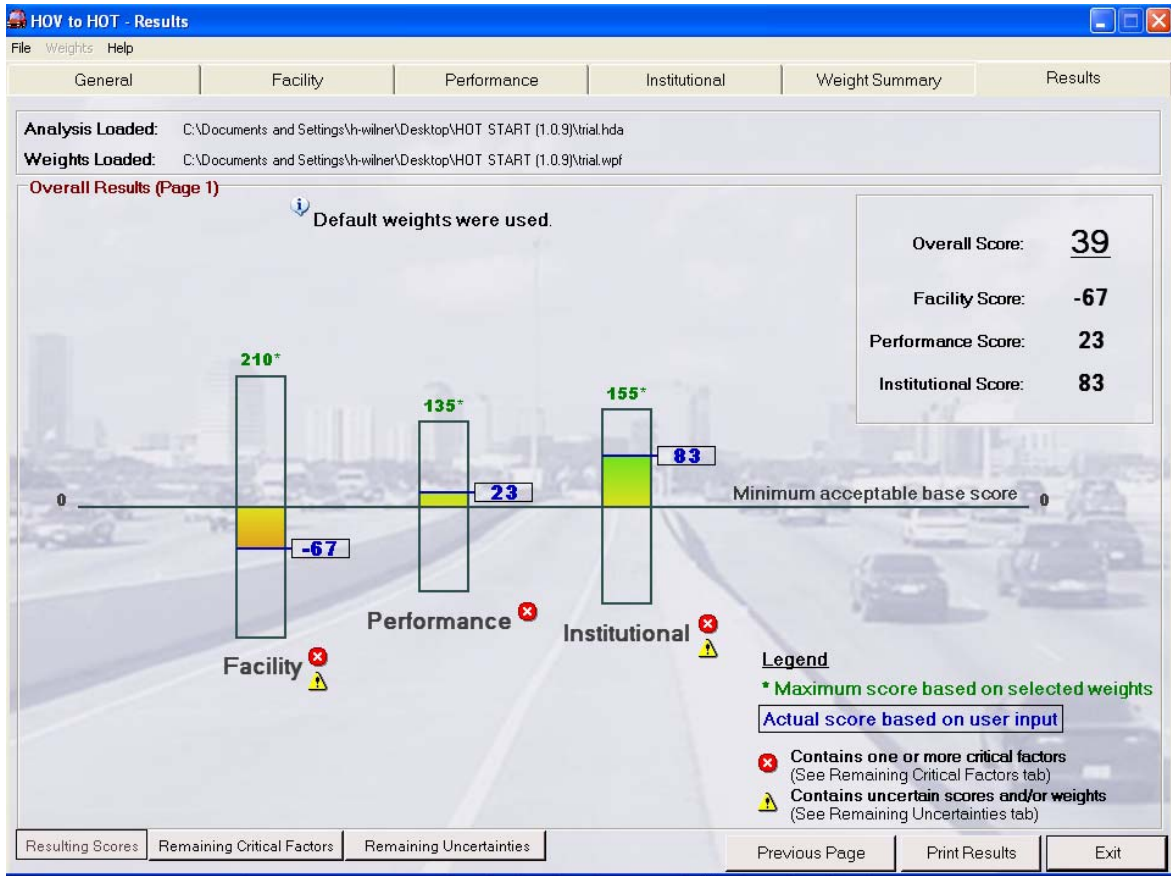 HOV to HOT - Results
File Weights Help
General Facility Performance Institutional Weight Summary Results
Analysis Loaded: C:\Documents and Settings\h-wilner\Desktop\HOT START (1.0.9)\trial.hda
Weights Loaded: C:\Documents and Settings\h-wilner\Desktop\HOT START (1.0.9)\trial.wpf
Overall Results (Page 1)
Default weights were used.
Overall Score: 39
Facility Score: -67
Performance Score: 23
Institutional Score: 83
210*
135*
155*
83
23
0 Minimum acceptable base score 0
-67
Performance
Institutional
Facility
Legend
* Maximum score based on selected weights
Actual score based on user input
Contains one or more critical factors
(See Remaining Critical Factors tab)
Contains uncertain scores and/or weights
(See Remaining Uncertainties tab)
Resulting Scores Remaining Critical Factors Remaining Uncertainties Previous Page Print Results Exit